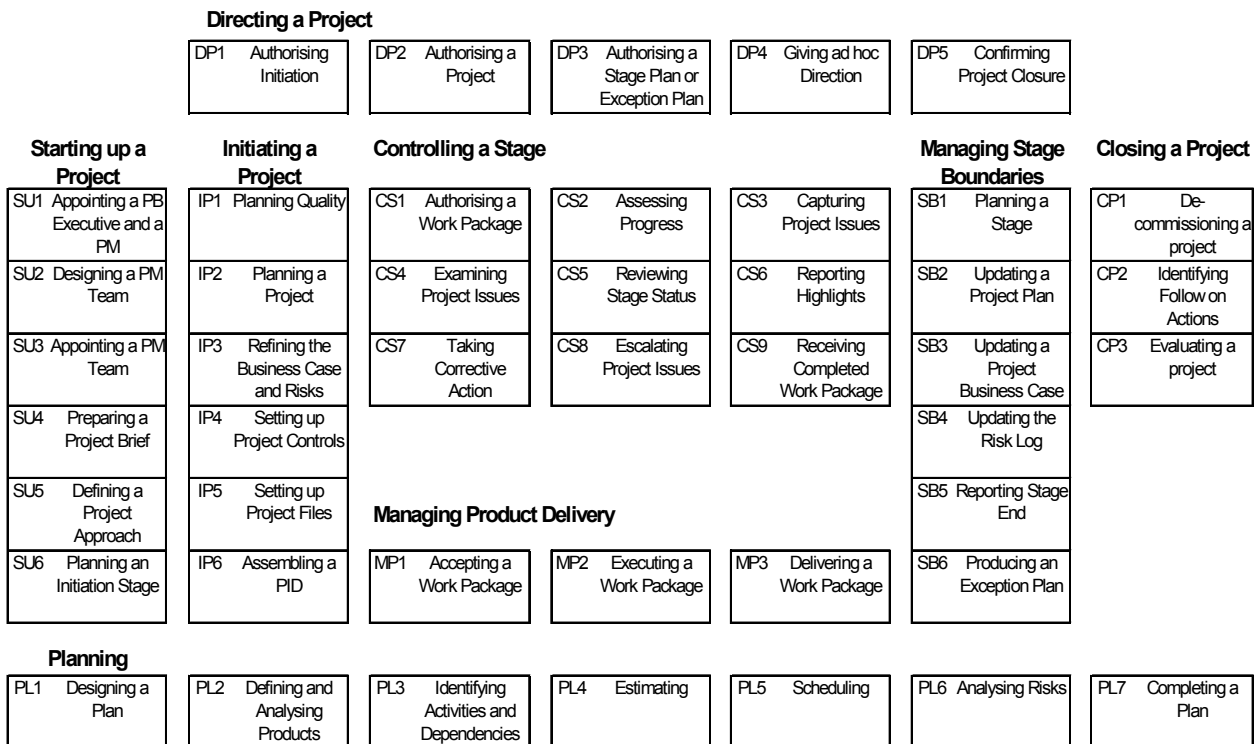 Directing a Project
DP1 Authorising
Initiation
DP2 Authorising a
Project
DP3 Authorising a
Stage Plan or
Exception Plan
DP4 Giving ad hoc
Direction
DP5 Confirming
Project Closure
Starting up a
Project
SU1 Appointing a PB
Executive and a
PM
SU2 Designing a PM
Team
SU3 Appointing a PM
Team
SU4 Preparing a
Project Brief
SU5 Defining a
Project
Approach
SU6 Planning an
Initiation Stage
Initiating a
Project
IP1 Planning Quality
IP2 Planning a
Project
IP3 Refining the
Business Case
and Risks
IP4 Setting up
Project Controls
IP5 Setting up
Project Files
IP6 Assembling a
PID
Controlling a Stage
CS1 Authorising a
Work Package
CS2 Assessing
Progress
CS3 Capturing
Project Issues
CS4 Examining
Project Issues
CS5 Reviewing
Stage Status
CS6 Reporting
Highlights
CS7 Taking
Corrective
Action
CS8 Escalating
Project Issues
CS9 Receiving
Completed
Work Package
Managing Product Delivery
MP1 Accepting a
Work Package
MP2 Executing a
Work Package
MP3 Delivering a
Work Package
Managing Stage
Boundaries
SB1 Planning a
Stage
SB2 Updating a
Project Plan
SB3 Updating a
Project
Business Case
SB4 Updating the
Risk Log
SB5 Reporting Stage
End
SB6 Producing an
Exception Plan
Closing a Project
CP1 De-
commissioning a
project
CP2 Identifying
Follow on
Actions
CP3 Evaluating a
project
Planning
PL1 Designing a
Plan
PL2 Defining and
Analysing
Products
PL3 Identifying
Activities and
Dependencies
PL4 Estimating
PL5 Scheduling
PL6 Analysing Risks
PL7 Completing a
Plan